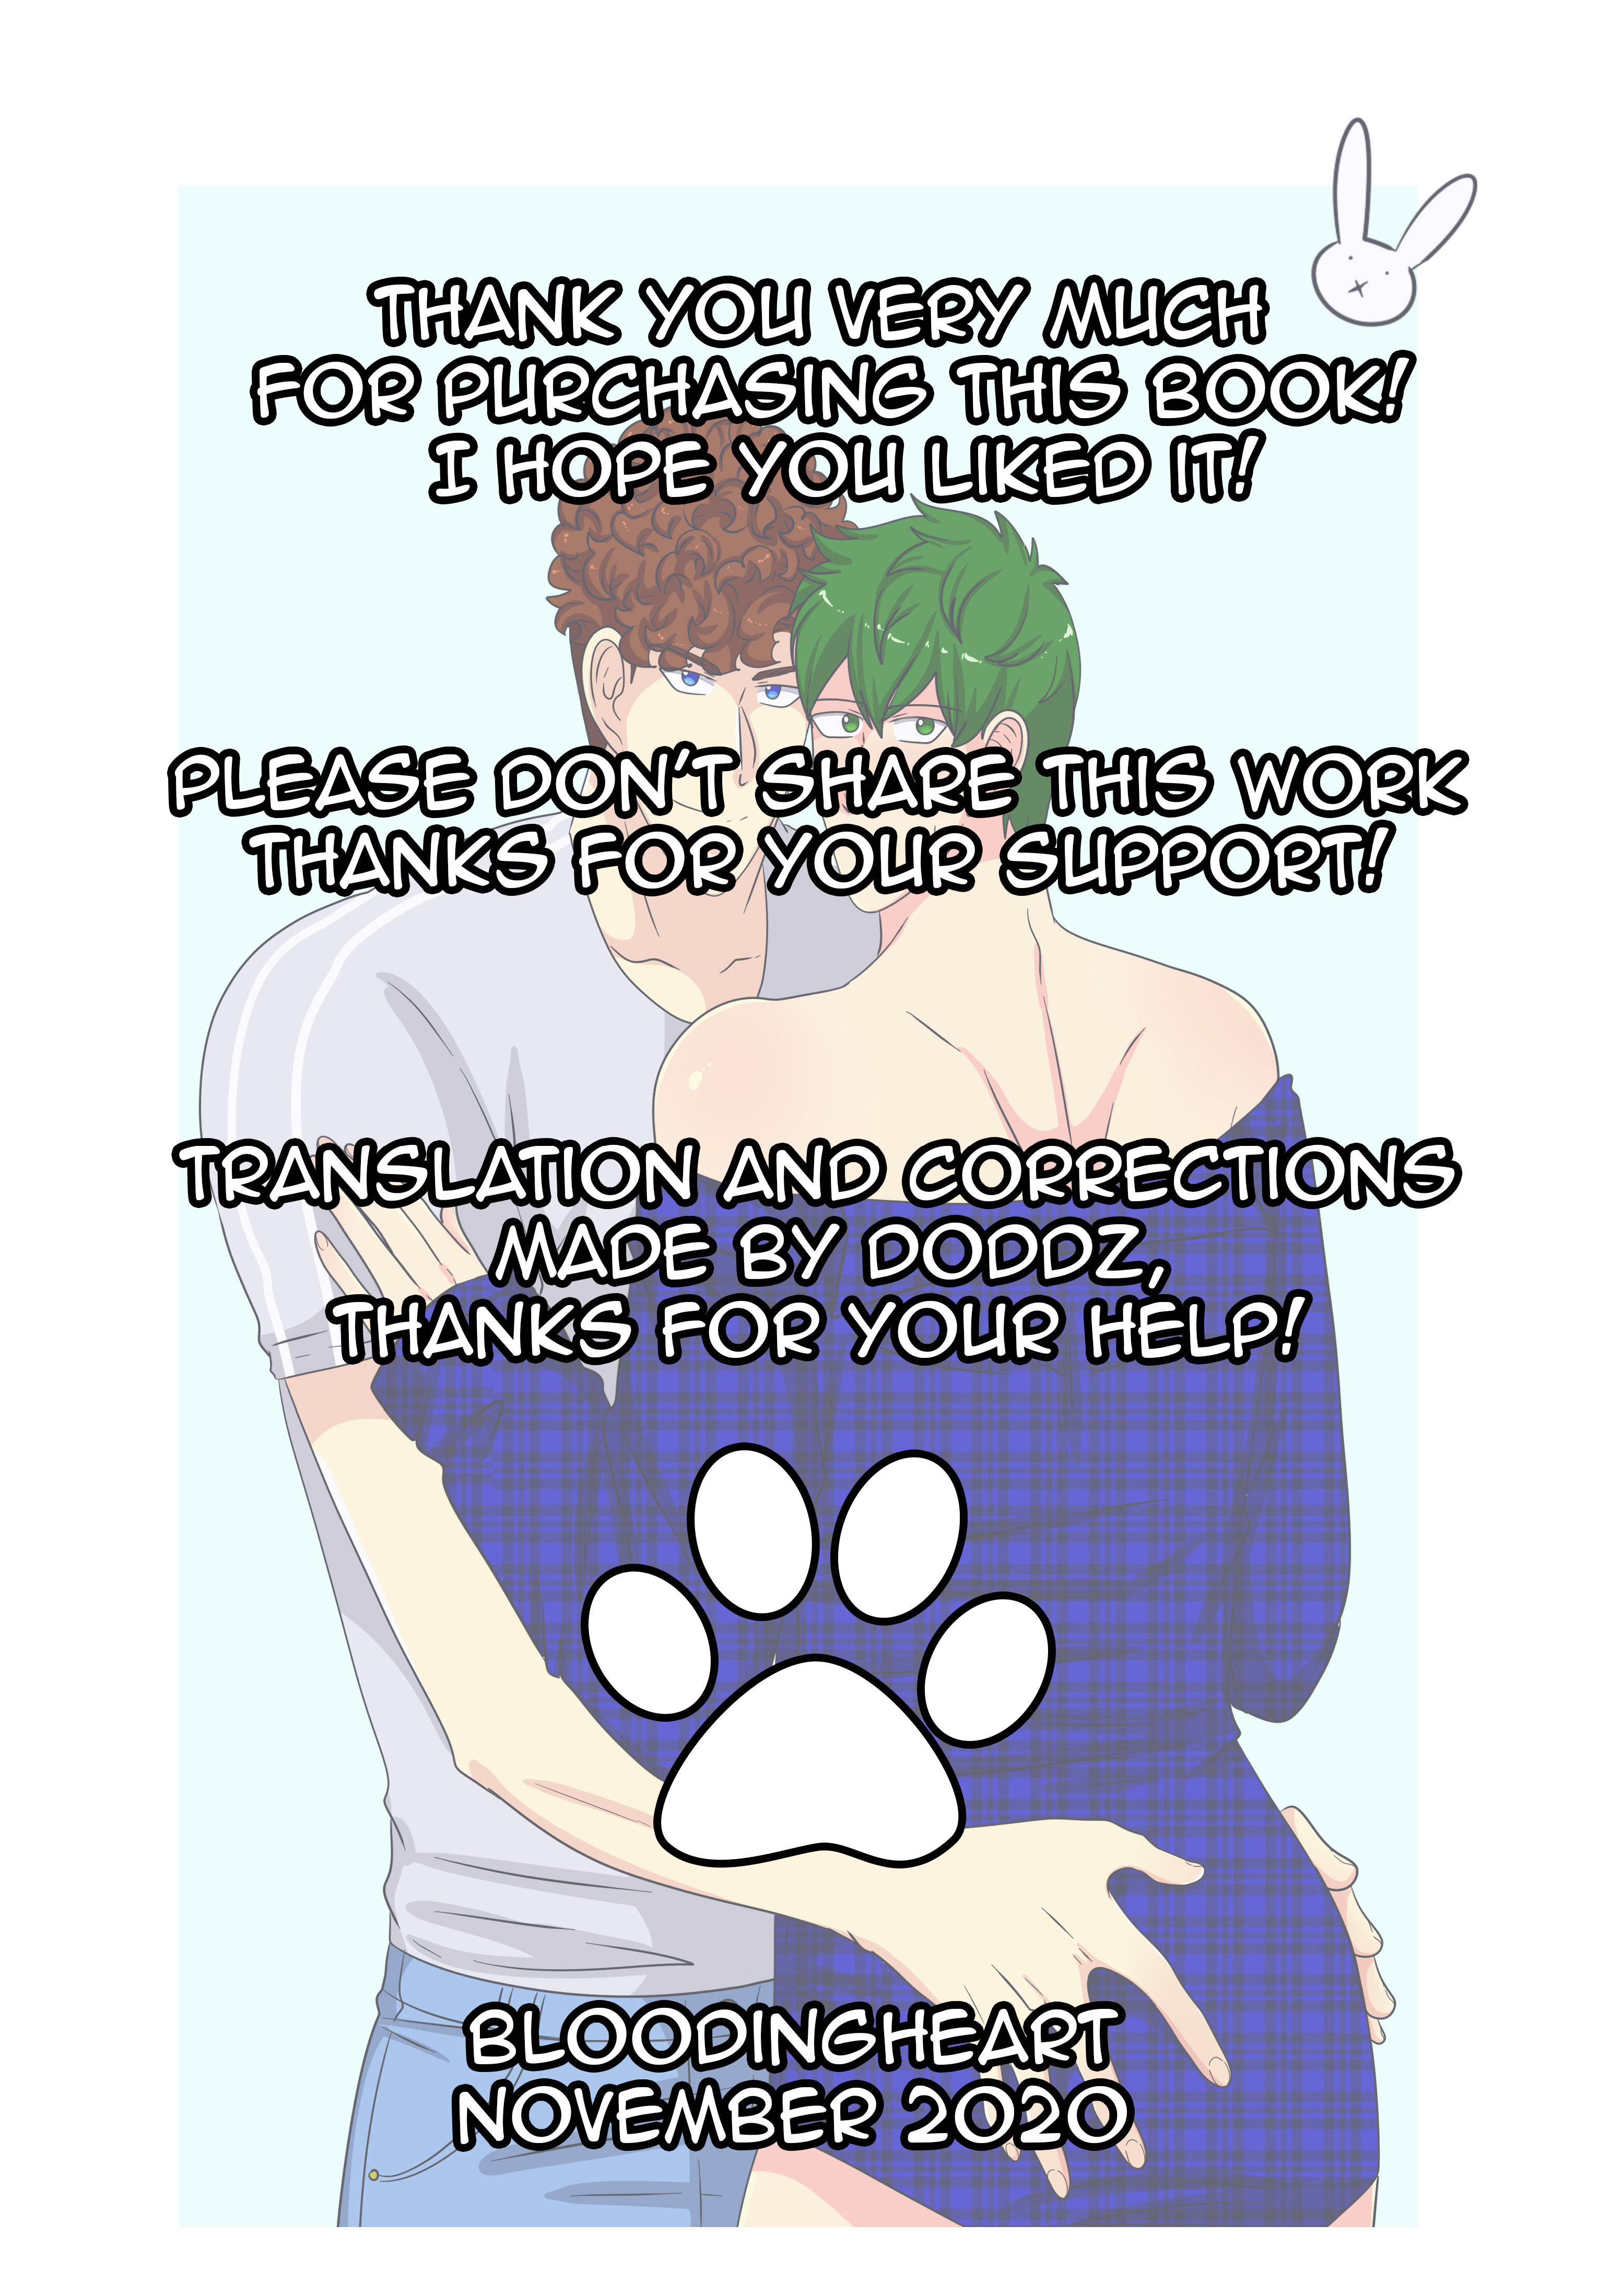 THANK YOU VERY MUCH
FOR PURCHASING THIS BOOK!
I HOPE YOU LIKED IT!
PLEASE DON'T SHARE THIS WORK
THANKS FOR YOUR SUPPORT!
TRANSLATION AND CORRECTIONS
MADE BY DODDZ,
THANKS FOR YOUR HELP!
BLOODINGHEART
NOVEMBER 2020